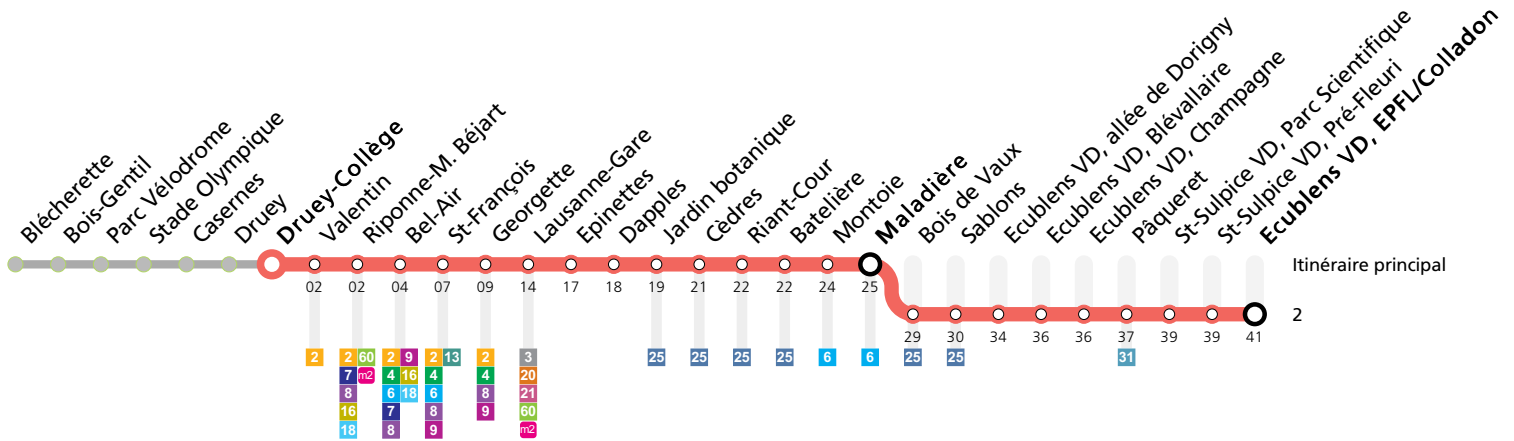 Blécherette
Bois-Gentil
Parc Vélodrome
Stade Olympique
Casernes
Druey
Druey-Collège
Valentin
Riponne-M. Béjart
Bel-Air
St-François
Georgette
Lausanne-Gare
Epinettes
Dapples
Jardin botanique
Cèdres
Riant-Cour
Batelière
Montoie
Maladière
Bois de Vaux
Sablons
Ecublens VD, allée de Dorigny
Ecublens VD, Blévallaire
Ecublens VD, Champagne
Pâqueret
St-Sulpice VD, Parc Scientifique
St-Sulpice VD, Pré-Fleuri
Ecublens VD, EPFL/Colladon
Itinéraire principal
02 02 04 07 09 14 17 18 19 21 22 22 24 25
2
29 30 34 36 36 37 39 39 41
2 2 60 2 9 2 13 2 3 25 25 25 25 6 6 25 25 31
7 m2 4 16 4 4 20
8 6 18 6 8 21
16 7 8 9 60
18 8 9 m2